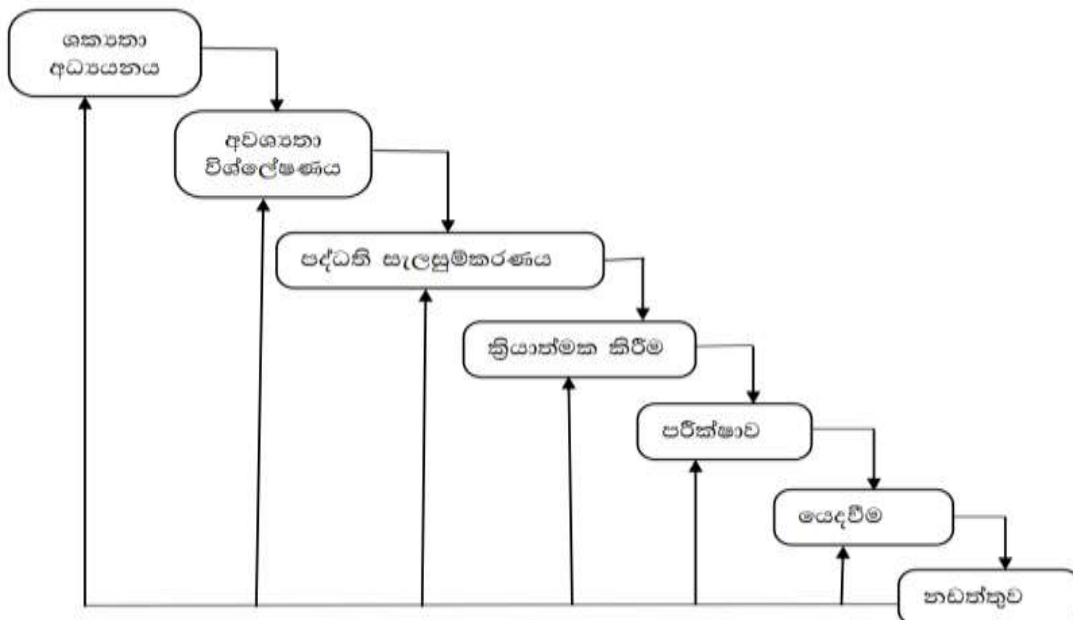 ශක්‍යතා
අධ්‍යයනය
අවශ්‍යතා
විශ්ලේෂණය
පද්ධති සැලසුම්කරණය
ක්‍රියාත්මක කිරීම
පරීක්ෂාව
යෙදවීම
නඩත්තුව